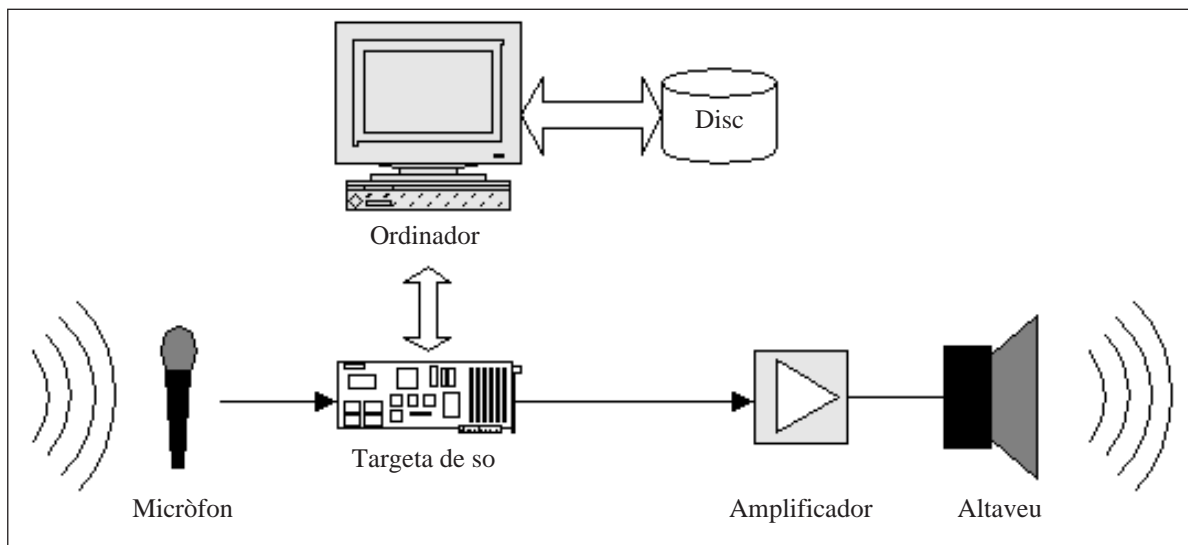 Disc
Ordinador
Targeta de so
Micròfon
Amplificador
Altaveu